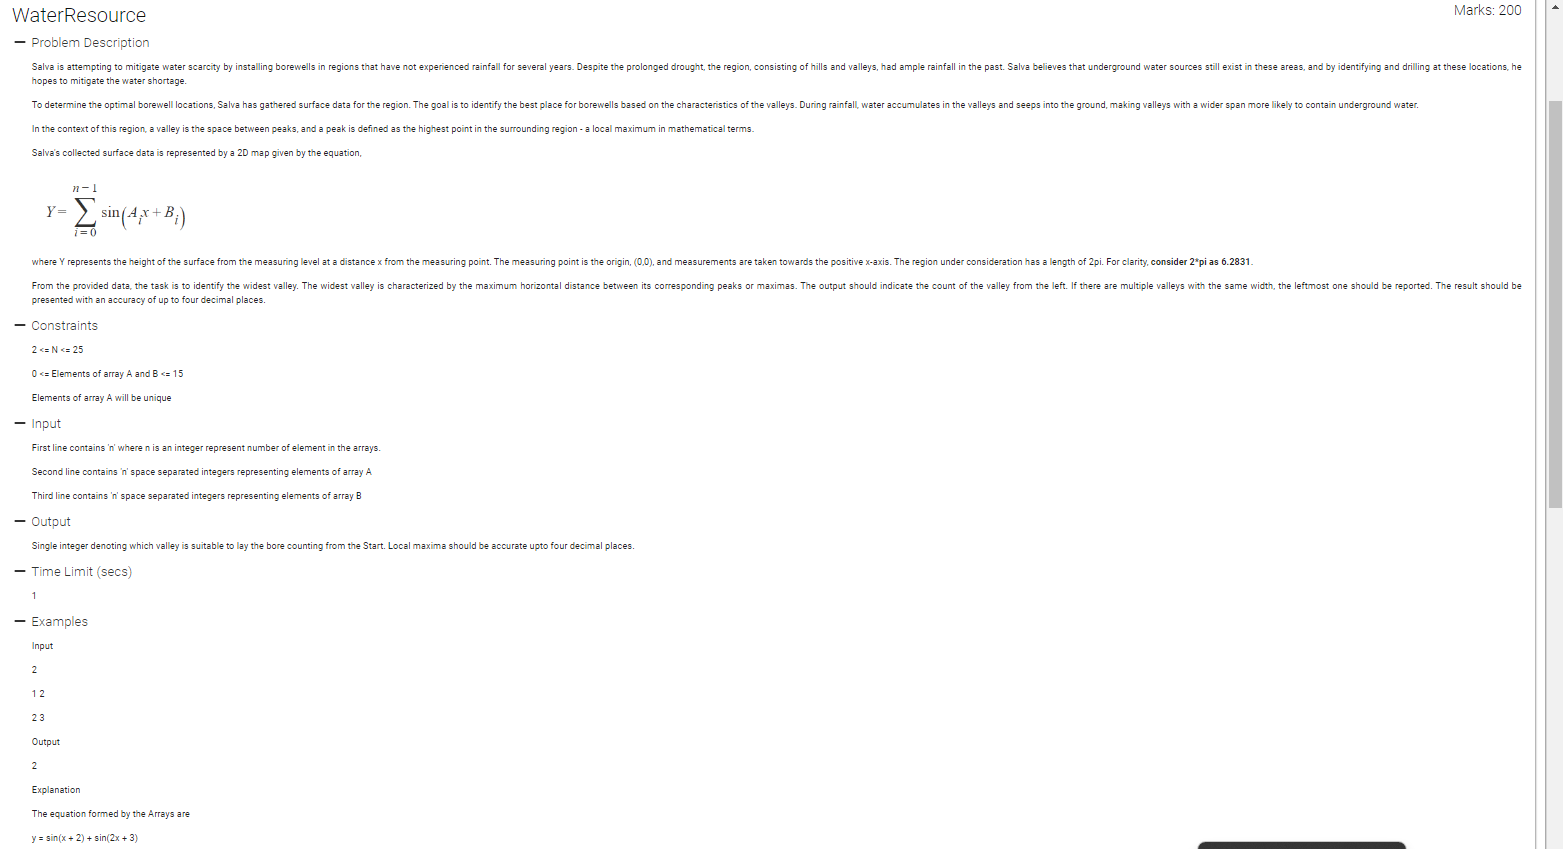 WaterResource
Marks: 200
Problem Description
Salva is attempting to mitigate water scarcity by installing borewells in regions that have not experienced rainfall for several years. Despite the prolonged drought, the region, consisting of hills and valleys, had ample rainfall in the past. Salva believes that underground water sources still exist in these areas, and by identifying and drilling at these locations, he
hopes to mitigate the water shortage.
To determine the optimal borewell locations, Salva has gathered surface data for the region. The goal is to identify the best place for borewells based on the characteristics of the valleys. During rainfall, water accumulates in the valleys and seeps into the ground, making valleys with a wider span more likely to contain underground water.
In the context of this region, a valley is the space between peaks, and a peak is defined as the highest point in the surrounding region - a local maximum in mathematical terms.
Salva's collected surface data is represented by a 2D map given by the equation,
n − 1
Y = ∑ sin(A_i x + B_i)
i = 0
where Y represents the height of the surface from the measuring level at a distance x from the measuring point. The measuring point is the origin, (0,0), and measurements are taken towards the positive x-axis. The region under consideration has a length of 2pi. For clarity, consider 2*pi as 6.2831.
From the provided data, the task is to identify the widest valley. The widest valley is characterized by the maximum horizontal distance between its corresponding peaks or maximas. The output should indicate the count of the valley from the left. If there are multiple valleys with the same width, the leftmost one should be reported. The result should be
presented with an accuracy of up to four decimal places.
Constraints
2 <= N <= 25
0 <= Elements of array A and B <= 15
Elements of array A will be unique
Input
First line contains 'n' where n is an integer represent number of element in the arrays.
Second line contains 'n' space separated integers representing elements of array A
Third line contains 'n' space separated integers representing elements of array B
Output
Single integer denoting which valley is suitable to lay the bore counting from the Start. Local maxima should be accurate upto four decimal places.
Time Limit (secs)
1
Examples
Input
2
1 2
2 3
Output
2
Explanation
The equation formed by the Arrays are
y = sin(x + 2) + sin(2x + 3)